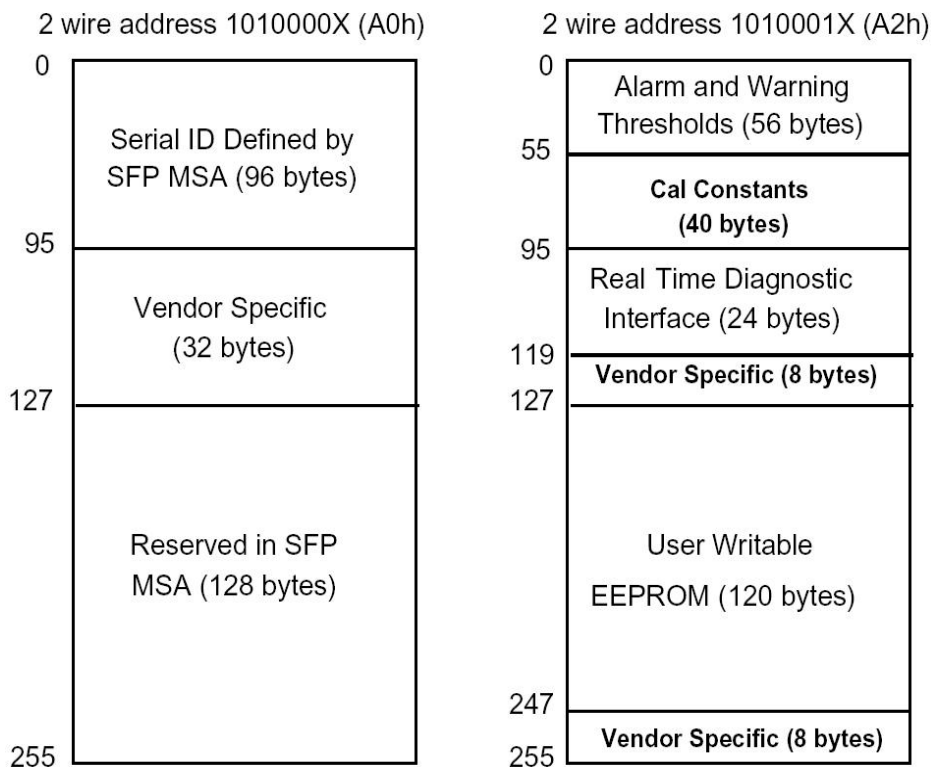 2 wire address 1010000X (A0h)
0
Serial ID Defined by
SFP MSA (96 bytes)
95
Vendor Specific
(32 bytes)
127
Reserved in SFP
MSA (128 bytes)
255
2 wire address 1010001X (A2h)
0
Alarm and Warning
Thresholds (56 bytes)
55
Cal Constants
(40 bytes)
95
Real Time Diagnostic
Interface (24 bytes)
119
Vendor Specific (8 bytes)
127
User Writable
EEPROM (120 bytes)
247
Vendor Specific (8 bytes)
255